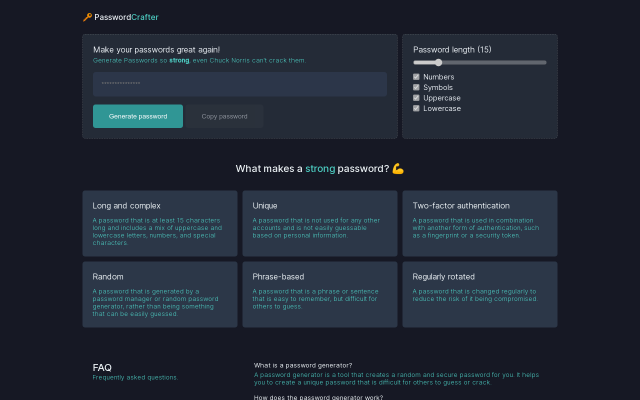 PasswordCrafter
Make your passwords great again!
Generate Passwords so strong, even Chuck Norris can't crack them.
---------------
Generate password
Copy password
Password length (15)
Numbers
Symbols
Uppercase
Lowercase
What makes a strong password? 💪
Long and complex
A password that is at least 15 characters
long and includes a mix of uppercase and
lowercase letters, numbers, and special
characters.
Unique
A password that is not used for any other
accounts and is not easily guessable
based on personal information.
Two-factor authentication
A password that is used in combination
with another form of authentication, such
as a fingerprint or a security token.
Random
A password that is generated by a
password manager or random password
generator, rather than being something
that can be easily guessed.
Phrase-based
A password that is a phrase or sentence
that is easy to remember, but difficult for
others to guess.
Regularly rotated
A password that is changed regularly to
reduce the risk of it being compromised.
FAQ
Frequently asked questions.
What is a password generator?
A password generator is a tool that creates a random and secure password for you. It helps
you to create a unique password that is difficult for others to guess or crack.
How does the password generator work?